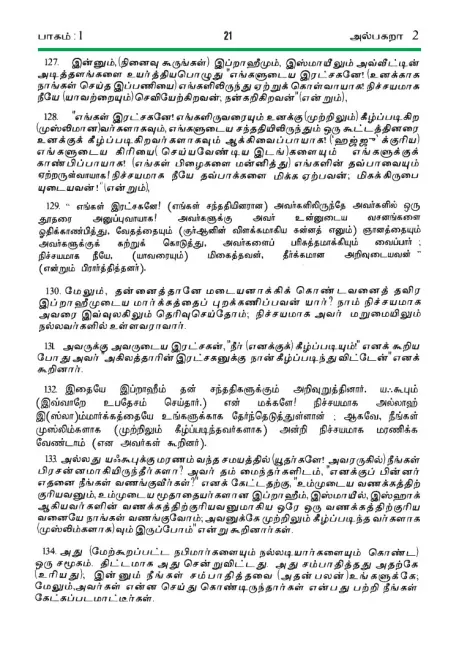 பாகம் : 1
21
அல்பகறா 2
127. இன்னும், (நினைவு கூருங்கள்) இப்றாஹீமும், இஸ்மாயீலும் அவ்வீட்டின்
அடித்தளங்களை உயர்த்தியபொழுது "எங்களுடைய இரட்சகனே! (உனக்காக
நாங்கள் செய்த இப்பணியை) எங்களிலிருந்து ஏற்றுக் கொள்வாயாக! நிச்சயமாக
நீயே (யாவற்றையும்) செவியேற்கிறவன்; நன்கறிகிறவன்" (என்றும்),
128. "எங்கள் இரட்சகனே! எங்களிருவரையும் உனக்கு (முற்றிலும்) கீழ்ப்படிகிற
(முஸ்லிமான)வர்களாகவும், எங்களுடைய சந்ததியிலிருந்தும் ஒரு கூட்டத்தினரை
உனக்குக் கீழ்ப்படிகிறவர்களாகவும் ஆக்கிவைப்பாயாக! ('ஹஜ்ஜு'க்குரிய)
எங்களுடைய கிரியை( செய்யவேண்டிய இடங்)களையும் எங்களுக்குக்
காண்பிப்பாயாக! (எங்கள் பிழைகளை மன்னித்து) எங்களின் தவ்பாவையும்
ஏற்றருள்வாயாக! நிச்சயமாக நீயே தவ்பாக்களை மிக்க ஏற்பவன்; மிகக்கிருபை
யுடையவன்!" (என்றும்),
129. " எங்கள் இரட்சகனே! (எங்கள் சந்ததியினரான) அவர்களிலிருந்தே அவர்களில் ஒரு
தூதரை அனுப்புவாயாக! அவர்களுக்கு அவர் உன்னுடைய வசனங்களை
ஓதிக்காண்பித்து, வேதத்தையும் (குர்ஆனின் விளக்கமாகிய சுன்னத் எனும்) ஞானத்தையும்
அவர்களுக்குக் கற்றுக் கொடுத்து, அவர்களைப் பரிசுத்தமாக்கியும் வைப்பார் ;
நிச்சயமாக நீயே, (யாவரையும்) மிகைத்தவன், தீர்க்கமான அறிவுடையவன் "
(என்றும் பிரார்த்தித்தனர்).
130. மேலும், தன்னைத்தானே மடையனாக்கிக் கொண்டவனைத் தவிர
இப்றாஹீமுடைய மார்க்கத்தைப் புறக்கணிப்பவன் யார்? நாம் நிச்சயமாக
அவரை இவ்வுலகிலும் தெரிவுசெய்தோம்; நிச்சயமாக அவர் மறுமையிலும்
நல்லவர்களில் உள்ளவராவார்.
131. அவருக்கு அவருடைய இரட்சகன், "நீர் (எனக்குக்) கீழ்ப்படியும்!" எனக் கூறிய
போது அவர் "அகிலத்தாரின் இரட்சகனுக்கு நான் கீழ்ப்படிந்து விட்டேன்" எனக்
கூறினார்.
132. இதையே இப்றாஹீம் தன் சந்ததிகளுக்கும் அறிவுறுத்தினார். யஃகூபும்
(இவ்வாறே உபதேசம் செய்தார்.) என் மக்களே! நிச்சயமாக அல்லாஹ்
இ(ஸ்லா)ம்மார்க்கத்தையே உங்களுக்காக தேர்ந்தெடுத்துள்ளான் ; ஆகவே, நீங்கள்
முஸ்லிம்களாக (முற்றிலும் கீழ்ப்படிந்தவர்களாக) அன்றி நிச்சயமாக மரணிக்க
வேண்டாம் (என அவர்கள் கூறினர்).
133. அல்லது யஃகூபுக்கு மரணம் வந்த சமயத்தில் (யூதர்களே! அவரருகில்) நீங்கள்
பிரசன்னமாகியிருந்தீர்களா? அவர் தம் மைந்தர்களிடம், "எனக்குப் பின்னர்
எதனை நீங்கள் வணங்குவீர்கள்?" எனக் கேட்டதற்கு, "உம்முடைய வணக்கத்திற்
குரியவனும், உம்முடைய மூதாதையர்களான இப்றாஹீம், இஸ்மாயீல், இஸ்ஹாக்
ஆகியவர்களின் வணக்கத்திற்குரியவனுமாகிய ஒரே ஒரு வணக்கத்திற்குரிய
வனையே நாங்கள் வணங்குவோம்; அவனுக்கே முற்றிலும் கீழ்ப்படிந்தவர்களாக
(முஸ்லிம்களாக)வும் இருப்போம்" என்று கூறினார்கள்.
134. அது (மேற்கூறப்பட்ட நபிமார்களையும் நல்லடியார்களையும் கொண்ட)
ஒரு சமூகம். திட்டமாக அது சென்றுவிட்டது. அது சம்பாதித்தது அதற்கே
(உரியது); இன்னும் நீங்கள் சம்பாதித்தவை (அதன் பலன்) உங்களுக்கே;
மேலும், அவர்கள் என்ன செய்து கொண்டிருந்தார்கள் என்பது பற்றி நீங்கள்
கேட்கப்படமாட்டீர்கள்.